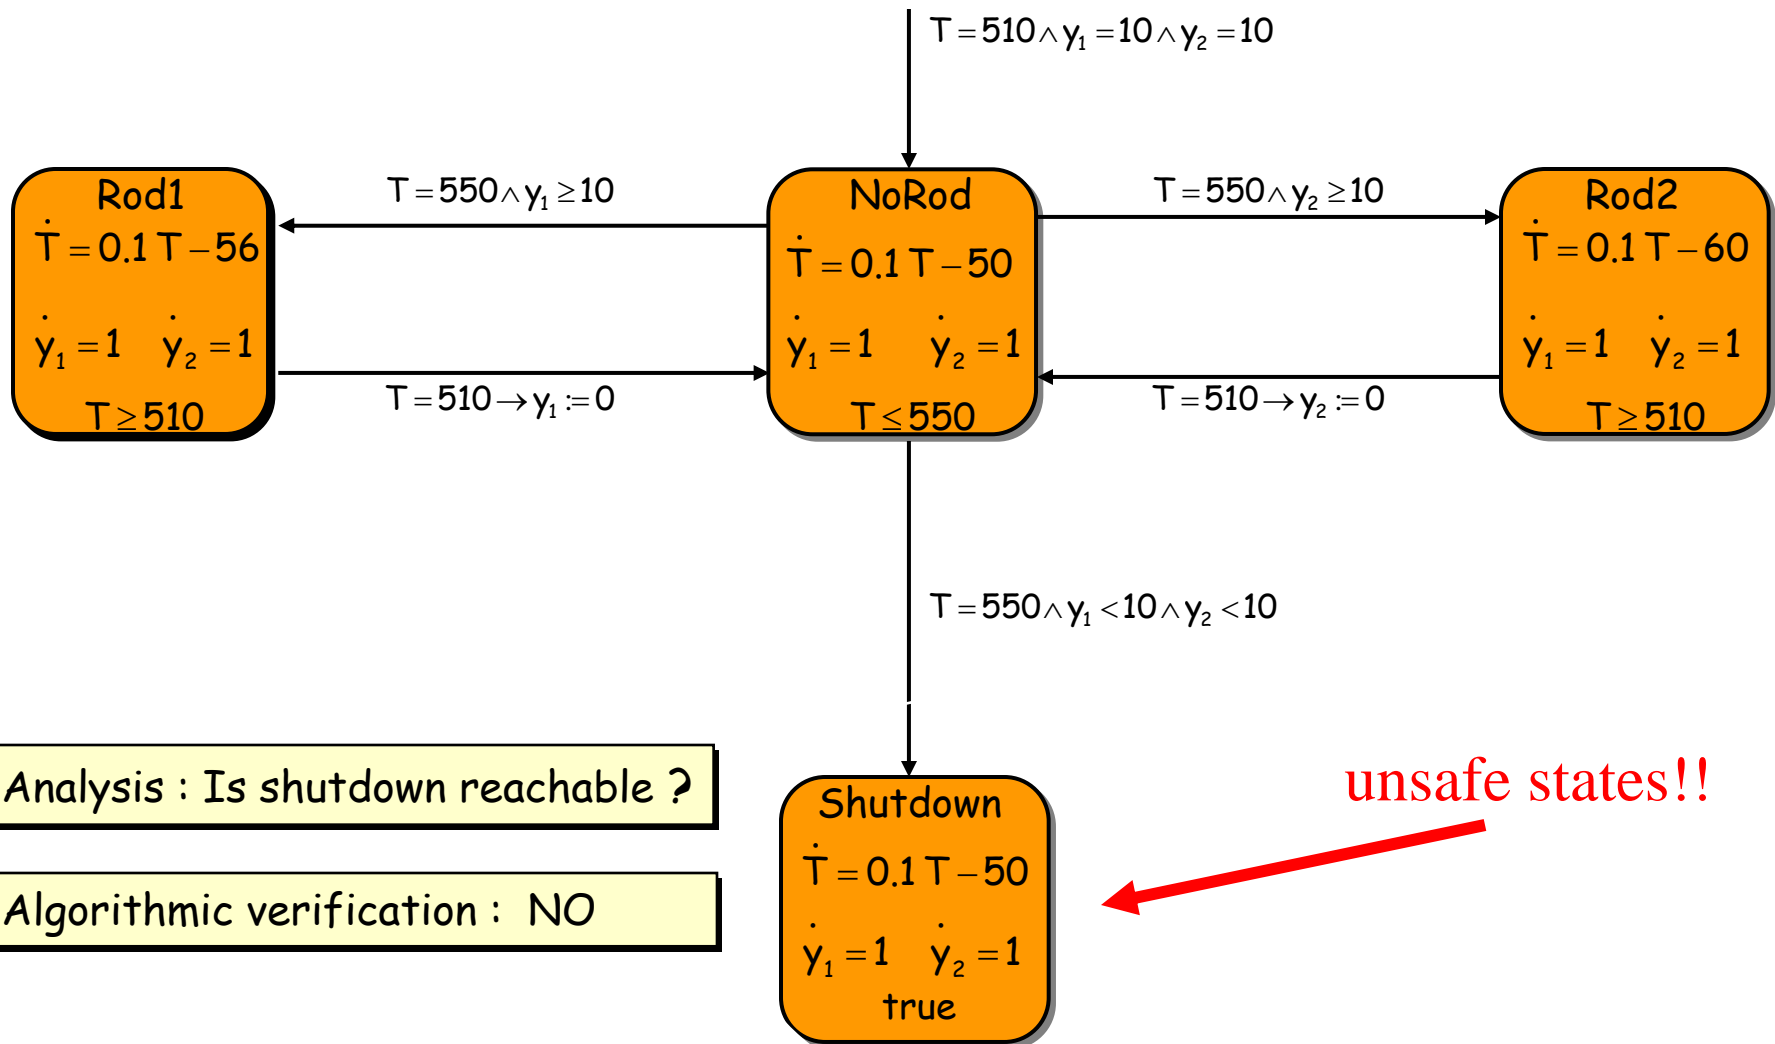 T = 510 ∧ y₁ = 10 ∧ y₂ = 10
Rod1
Ṫ = 0.1 T − 56
ẏ₁ = 1 ẏ₂ = 1
T ≥ 510
T = 550 ∧ y₁ ≥ 10
T = 510 → y₁ := 0
NoRod
Ṫ = 0.1 T − 50
ẏ₁ = 1 ẏ₂ = 1
T ≤ 550
T = 550 ∧ y₂ ≥ 10
T = 510 → y₂ := 0
Rod2
Ṫ = 0.1 T − 60
ẏ₁ = 1 ẏ₂ = 1
T ≥ 510
T = 550 ∧ y₁ < 10 ∧ y₂ < 10
Analysis : Is shutdown reachable ?
Algorithmic verification : NO
Shutdown
Ṫ = 0.1 T − 50
ẏ₁ = 1 ẏ₂ = 1
true
unsafe states!!